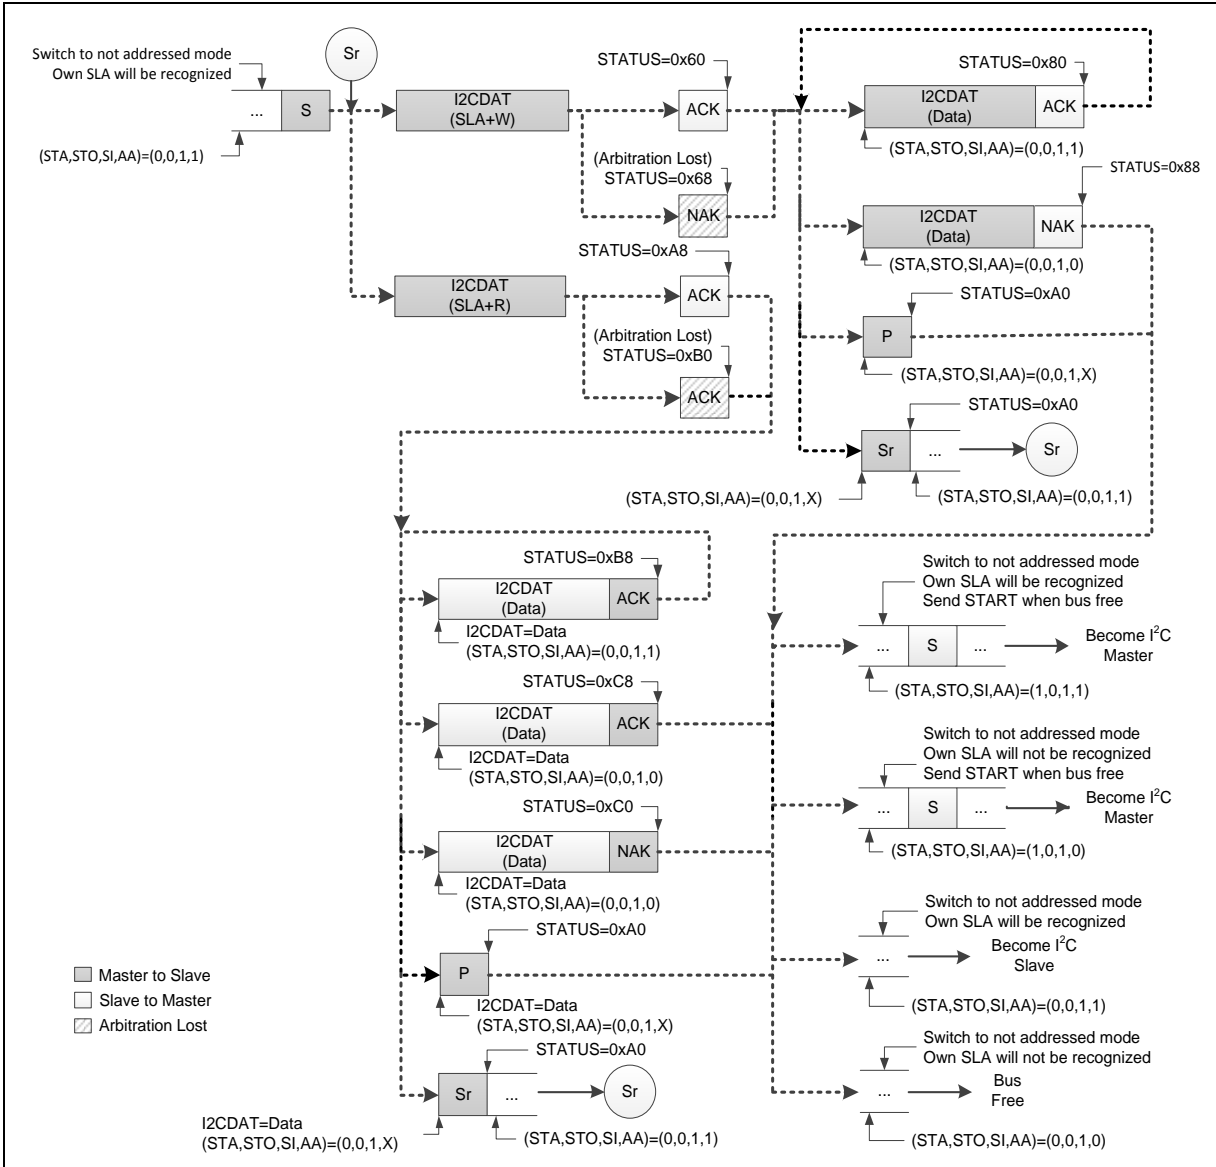 Switch to not addressed mode
Own SLA will be recognized
... S
(STA,STO,SI,AA)=(0,0,1,1)
Sr
I2CDAT
(SLA+W)
STATUS=0x60
ACK
(Arbitration Lost)
STATUS=0x68
NAK
STATUS=0xA8
I2CDAT
(SLA+R)
ACK
(Arbitration Lost)
STATUS=0xB0
ACK
STATUS=0x80
I2CDAT
(Data)
ACK
(STA,STO,SI,AA)=(0,0,1,1)
STATUS=0x88
I2CDAT
(Data)
NAK
(STA,STO,SI,AA)=(0,0,1,0)
STATUS=0xA0
P
(STA,STO,SI,AA)=(0,0,1,X)
STATUS=0xA0
Sr ... Sr
(STA,STO,SI,AA)=(0,0,1,X)
(STA,STO,SI,AA)=(0,0,1,1)
STATUS=0xB8
I2CDAT
(Data)
ACK
I2CDAT=Data
(STA,STO,SI,AA)=(0,0,1,1)
STATUS=0xC8
I2CDAT
(Data)
ACK
I2CDAT=Data
(STA,STO,SI,AA)=(0,0,1,0)
STATUS=0xC0
I2CDAT
(Data)
NAK
I2CDAT=Data
(STA,STO,SI,AA)=(0,0,1,0)
STATUS=0xA0
P
I2CDAT=Data
(STA,STO,SI,AA)=(0,0,1,X)
STATUS=0xA0
Sr ... Sr
I2CDAT=Data
(STA,STO,SI,AA)=(0,0,1,X)
(STA,STO,SI,AA)=(0,0,1,1)
Switch to not addressed mode
Own SLA will be recognized
Send START when bus free
... S ...
Become I²C
Master
(STA,STO,SI,AA)=(1,0,1,1)
Switch to not addressed mode
Own SLA will not be recognized
Send START when bus free
... S ...
Become I²C
Master
(STA,STO,SI,AA)=(1,0,1,0)
Switch to not addressed mode
Own SLA will be recognized
...
Become I²C
Slave
(STA,STO,SI,AA)=(0,0,1,1)
Switch to not addressed mode
Own SLA will not be recognized
...
Bus
Free
(STA,STO,SI,AA)=(0,0,1,0)
Master to Slave
Slave to Master
Arbitration Lost